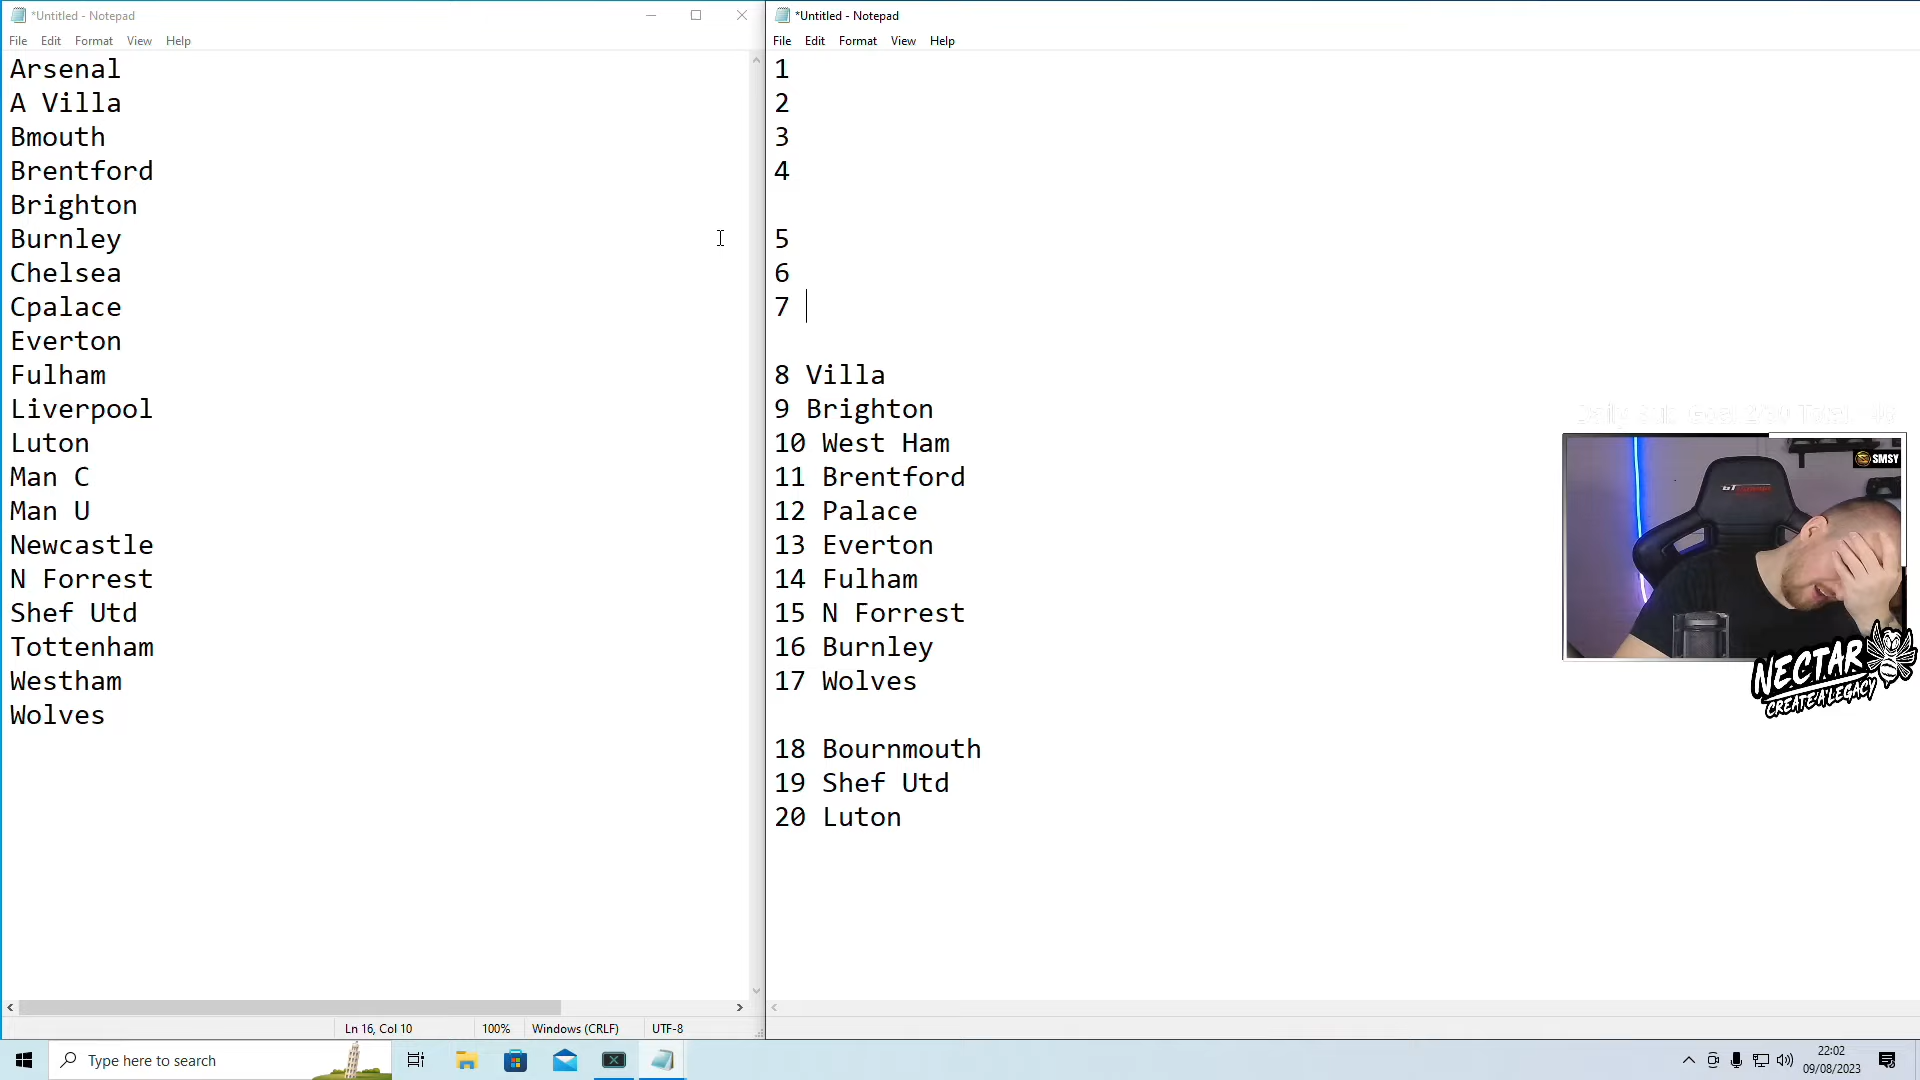 *Untitled - Notepad
File Edit Format View Help
Arsenal
A Villa
Bmouth
Brentford
Brighton
Burnley
Chelsea
Cpalace
Everton
Fulham
Liverpool
Luton
Man C
Man U
Newcastle
N Forrest
Shef Utd
Tottenham
Westham
Wolves
Ln 16, Col 10 100% Windows (CRLF) UTF-8
*Untitled - Notepad
File Edit Format View Help
1
2
3
4
5
6
7
8 Villa
9 Brighton
10 West Ham
11 Brentford
12 Palace
13 Everton
14 Fulham
15 N Forrest
16 Burnley
17 Wolves
18 Bournmouth
19 Shef Utd
20 Luton
SMSY
NECTAR
CREATE A LEGACY
Type here to search
22:02
09/08/2023